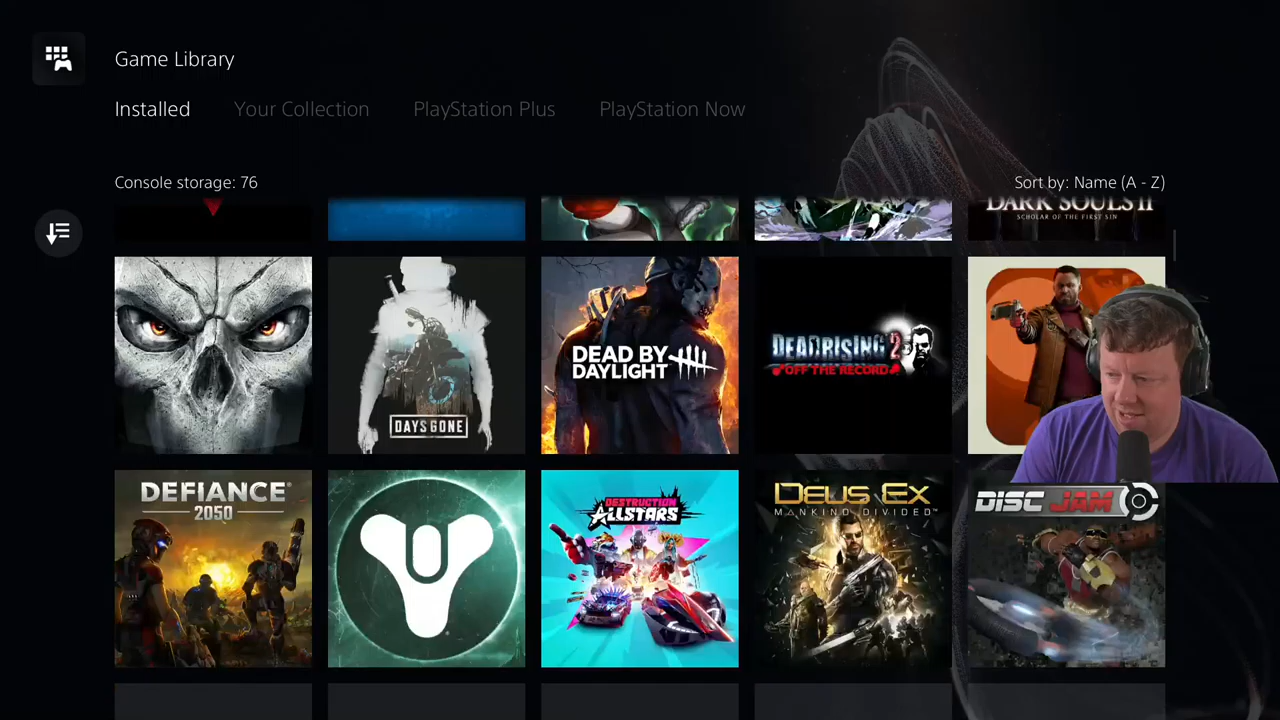 Game Library
Installed Your Collection PlayStation Plus PlayStation Now
Console storage: 76
Sort by: Name (A - Z)
DARK SOULS II
SCHOLAR OF THE FIRST SIN
DAYS GONE
DEAD BY
DAYLIGHT
DEADRISING 2
OFF THE RECORD
DEFIANCE
2050
DESTRUCTION
ALLSTARS
DEUS EX
MANKIND DIVIDED™
DISC JAM